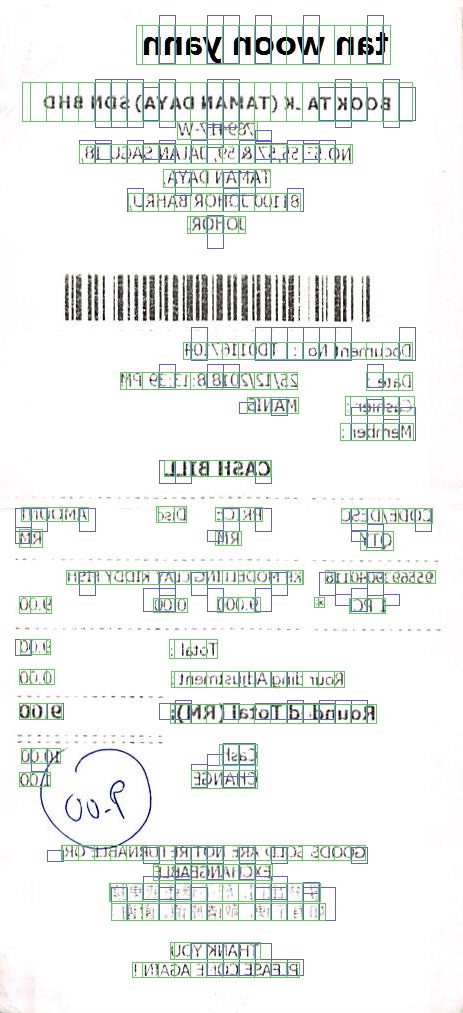 tan woon yann
BOOK TA .K (TAMAN DAYA) SDN BHD
789417-W
NO.53 55,57 & 59, JALAN SAGU 18,
TAMAN DAYA,
81100 JOHOR BAHRU,
JOHOR.
Document No : TD01167104
Date : 25/12/2018 8:13:39 PM
Cashier : MANIS
Member :
CASH BILL
CODE/DESC PRICE Disc AMOUNT
QTY RM RM
9556939040118 KF MODELLING CLAY KIDDY FISH
1 PC * 9.000 0.00 9.00
Total : 9.00
Rounding Adjustment : 0.00
Round d Total (RM): 9.00
Cash 10.00
CHANGE 1.00
9-00
GOODS SOLD ARE NOT RETURNABLE OR
EXCHANGEABLE
THANK YOU
PLEASE COME AGAIN !